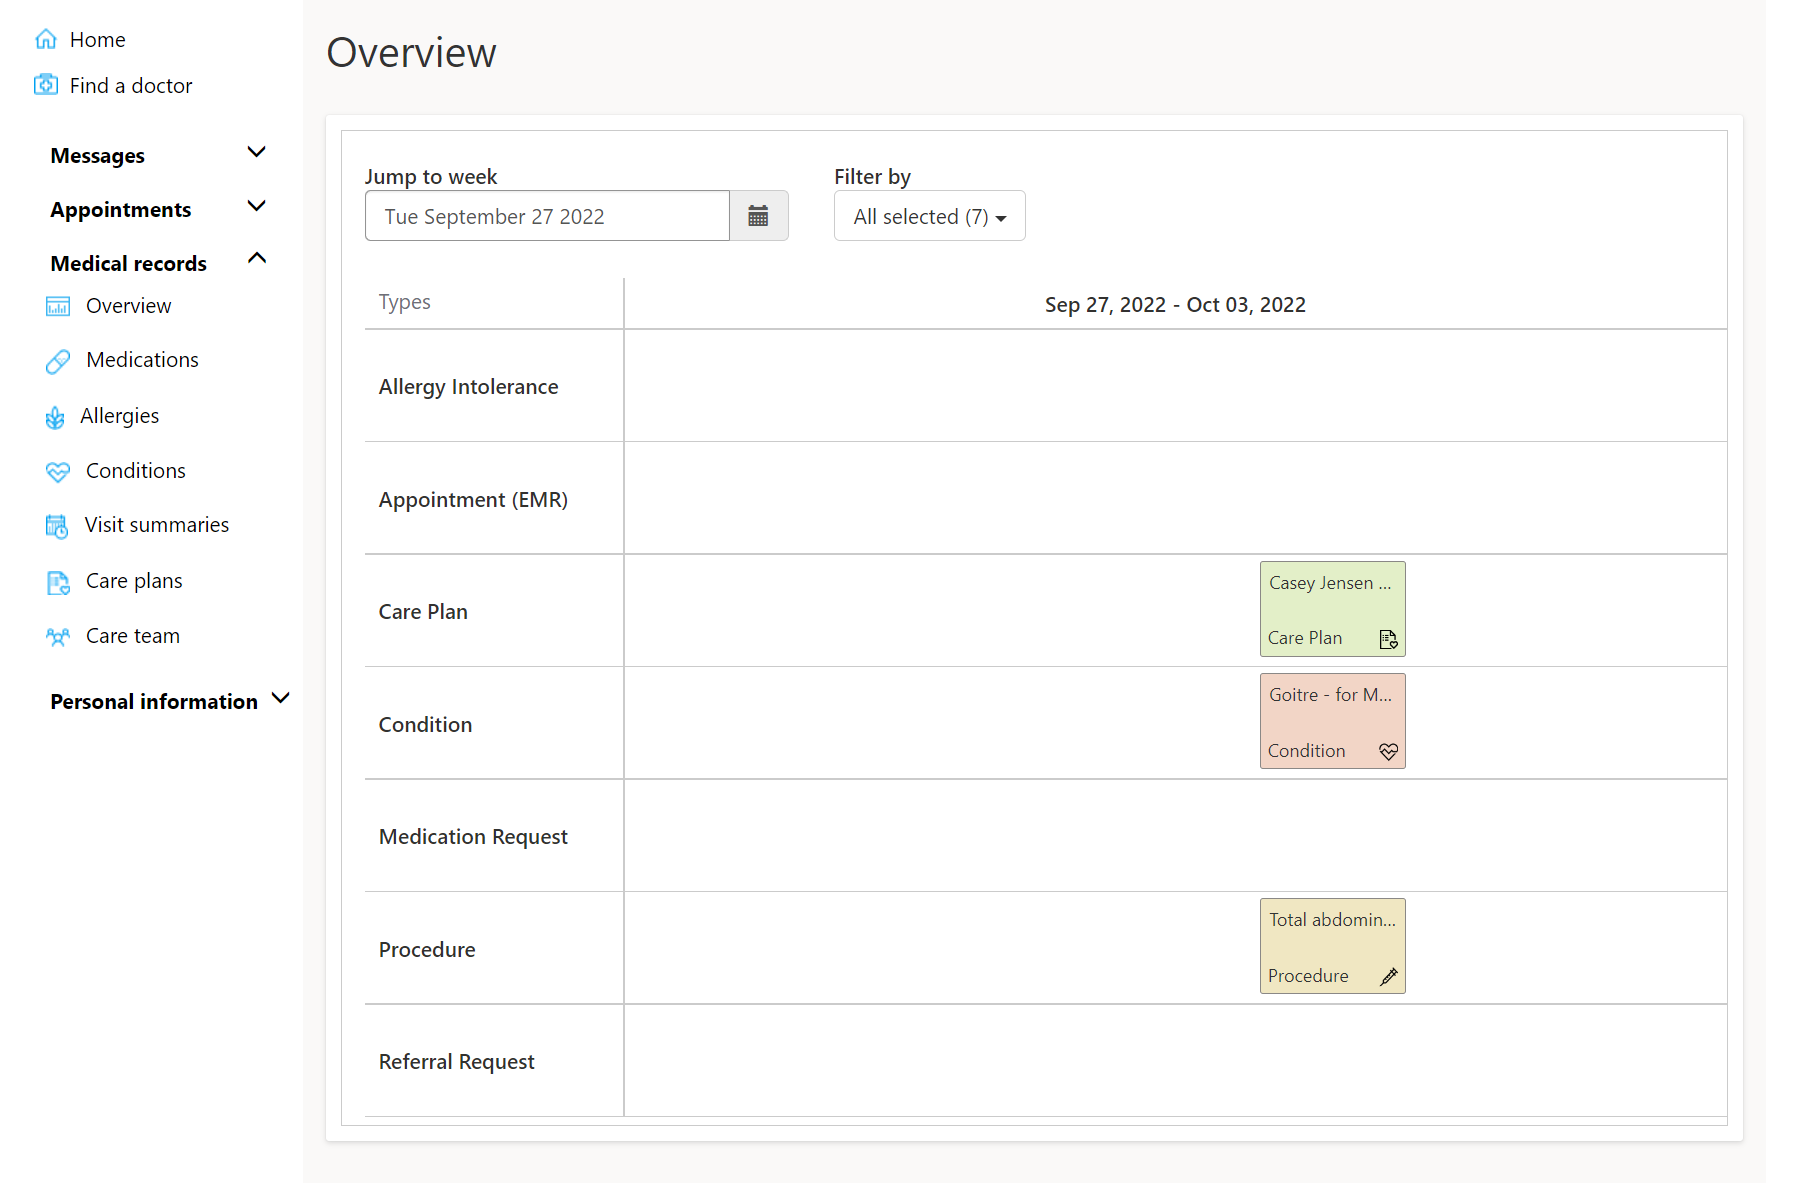 Home
Find a doctor
Messages
Appointments
Medical records
Overview
Medications
Allergies
Conditions
Visit summaries
Care plans
Care team
Personal information
Overview
Jump to week
Tue September 27 2022
Filter by
All selected (7)
Types
Sep 27, 2022 - Oct 03, 2022
Allergy Intolerance
Appointment (EMR)
Care Plan
Casey Jensen ...
Care Plan
Condition
Goitre - for M...
Condition
Medication Request
Procedure
Total abdomin...
Procedure
Referral Request